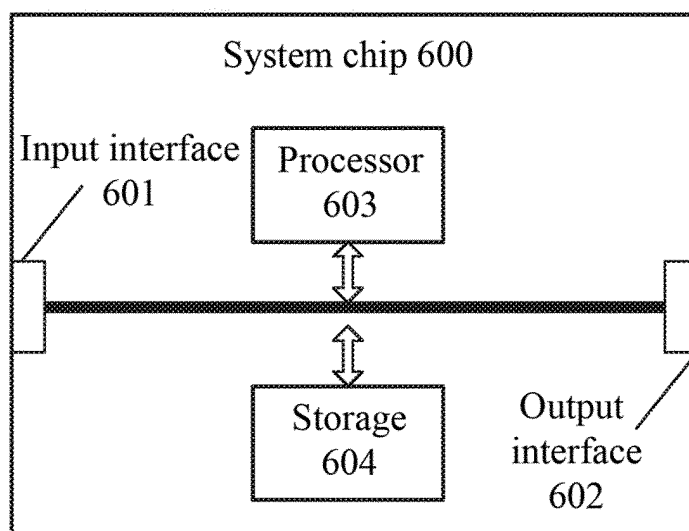 System chip 600
Input interface
601
Processor
603
Storage
604
Output
interface
602